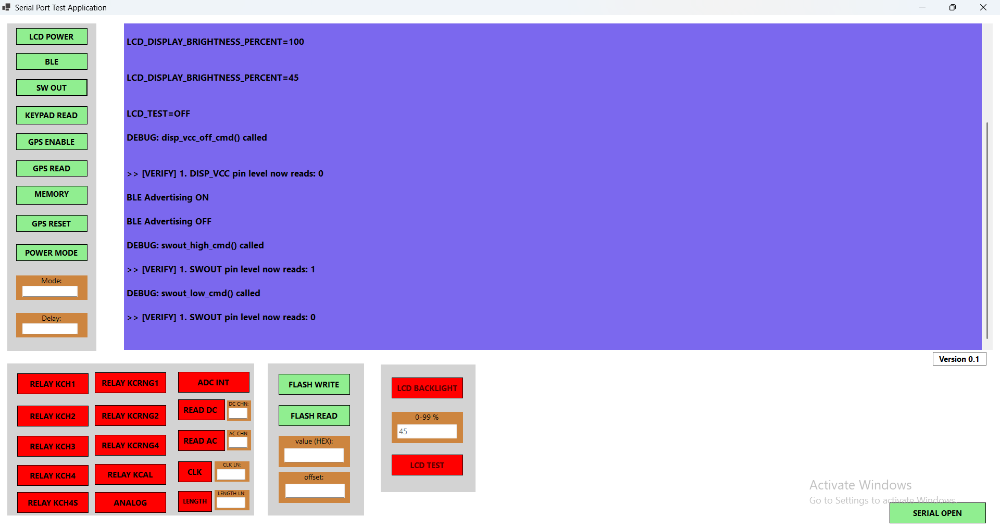 Serial Port Test Application
LCD POWER
BLE
SW OUT
KEYPAD READ
GPS ENABLE
GPS READ
MEMORY
GPS RESET
POWER MODE
Mode:
Delay:
LCD_DISPLAY_BRIGHTNESS_PERCENT=100
LCD_DISPLAY_BRIGHTNESS_PERCENT=45
LCD_TEST=OFF
DEBUG: disp_vcc_off_cmd() called
>> [VERIFY] 1. DISP_VCC pin level now reads: 0
BLE Advertising ON
BLE Advertising OFF
DEBUG: swout_high_cmd() called
>> [VERIFY] 1. SWOUT pin level now reads: 1
DEBUG: swout_low_cmd() called
>> [VERIFY] 1. SWOUT pin level now reads: 0
Version 0.1
RELAY KCH1
RELAY KCH2
RELAY KCH3
RELAY KCH4
RELAY KCH4S
RELAY KCRNG1
RELAY KCRNG2
RELAY KCRNG4
RELAY KCAL
ANALOG
ADC INT
READ DC
DC CHN:
READ AC
AC CHN:
CLK
CLK LN:
LENGTH
LENGTH LN:
FLASH WRITE
FLASH READ
value (HEX):
offset:
LCD BACKLIGHT
0-99 %
45
LCD TEST
Activate Windows
Go to Settings to activate Windows.
SERIAL OPEN